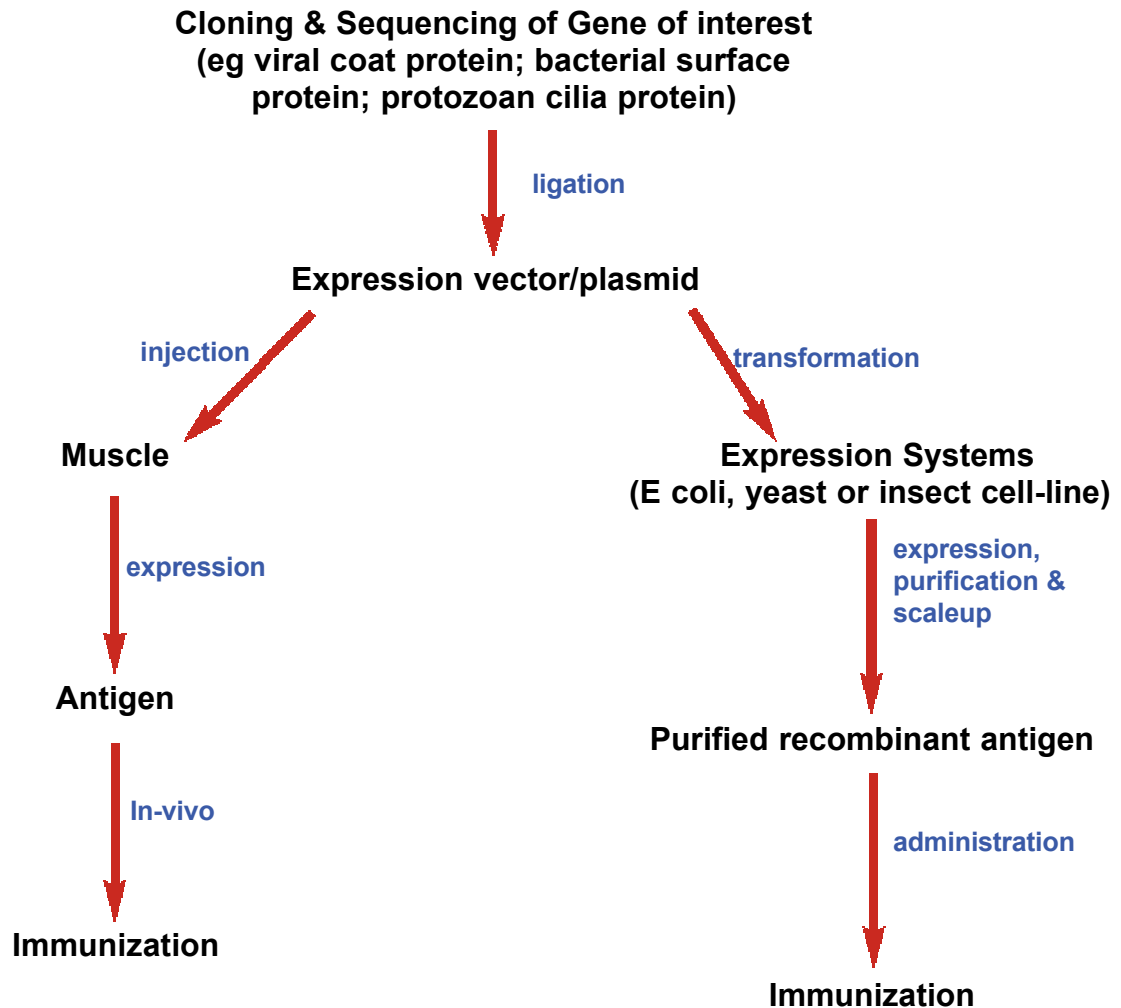 Cloning & Sequencing of Gene of interest
(eg viral coat protein; bacterial surface
protein; protozoan cilia protein)
ligation
Expression vector/plasmid
injection
transformation
Muscle
Expression Systems
(E coli, yeast or insect cell-line)
expression
expression,
purification &
scaleup
Antigen
Purified recombinant antigen
In-vivo
administration
Immunization
Immunization